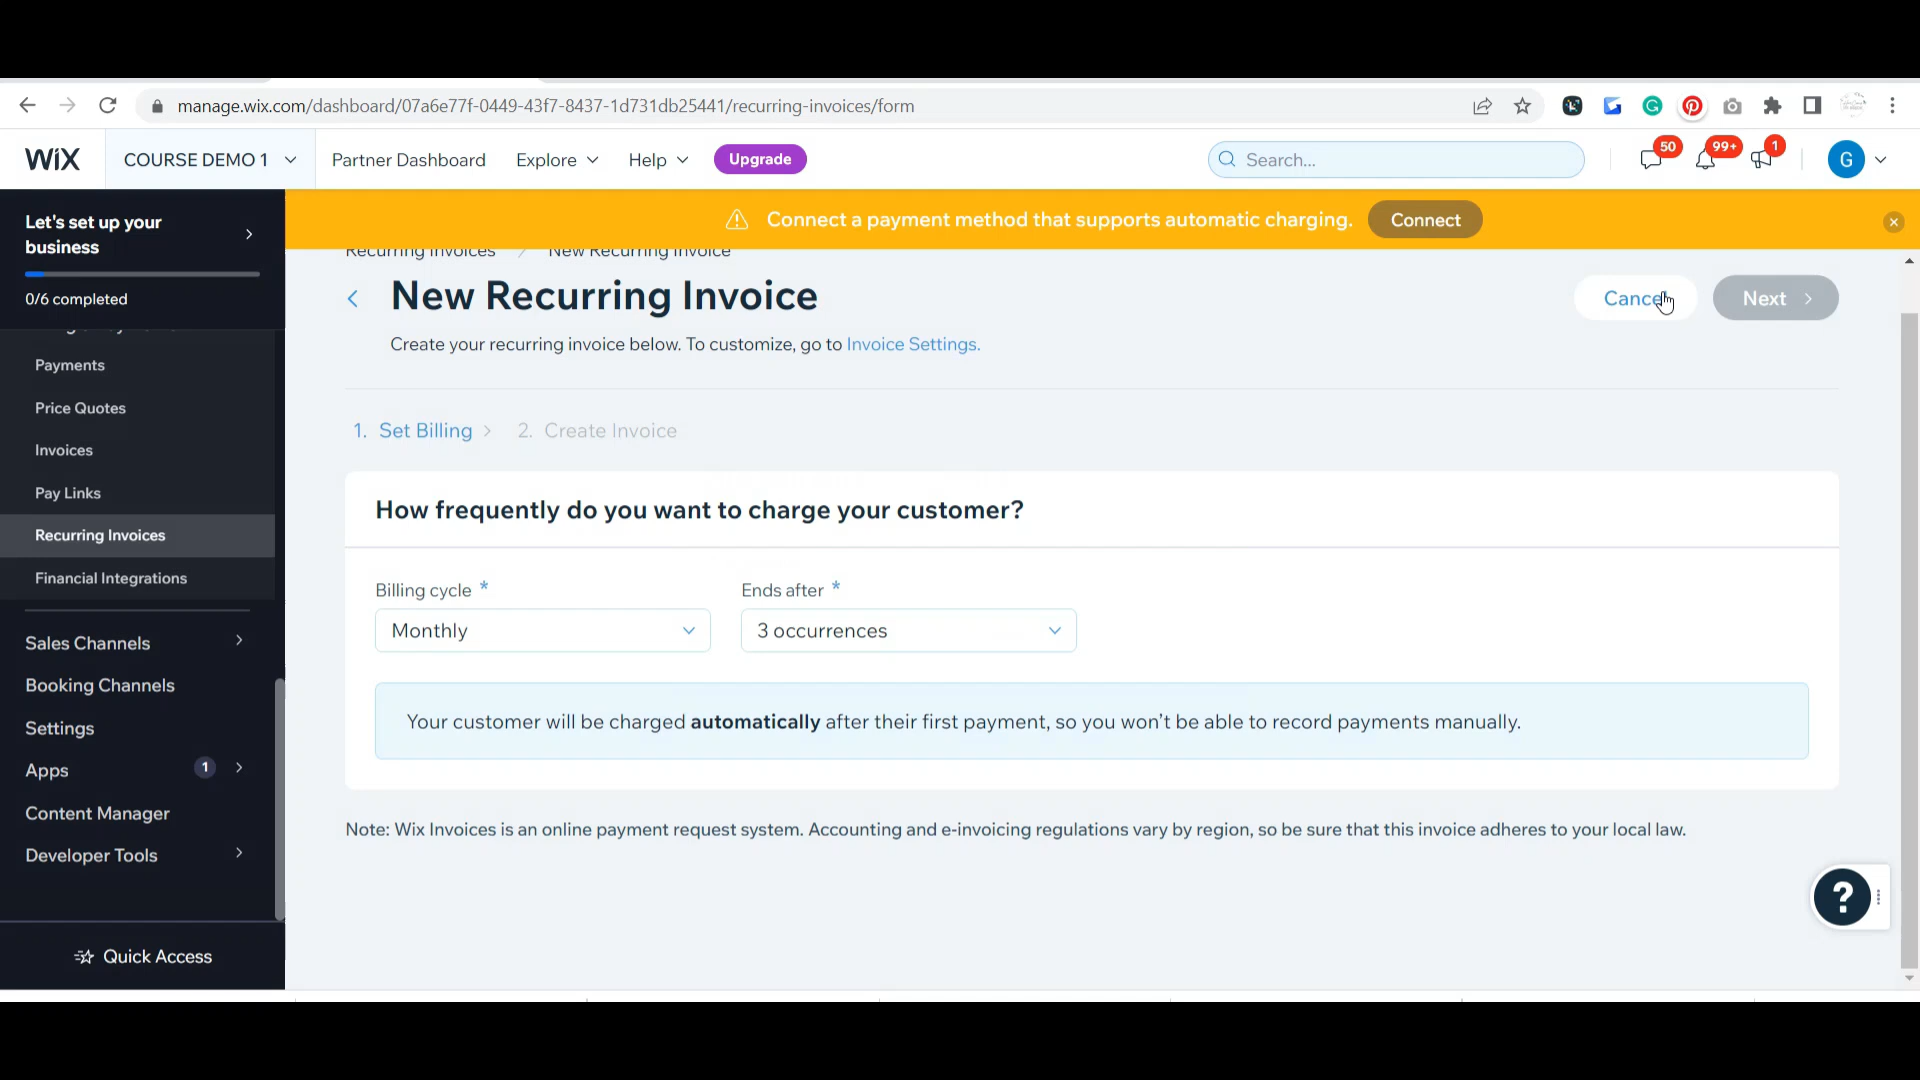 manage.wix.com/dashboard/07a6e77f-0449-43f7-8437-1d731db25441/recurring-invoices/form
WiX
COURSE DEMO 1
Partner Dashboard
Explore
Help
Upgrade
Search...
50
99+
1
G
Let's set up your
business
0/6 completed
Connect a payment method that supports automatic charging.
Connect
Recurring Invoices / New Recurring Invoice
New Recurring Invoice
Cancel
Next
Create your recurring invoice below. To customize, go to Invoice Settings.
Payments
Price Quotes
Invoices
Pay Links
Recurring Invoices
Financial Integrations
Sales Channels
Booking Channels
Settings
Apps
1
Content Manager
Developer Tools
Quick Access
1. Set Billing > 2. Create Invoice
How frequently do you want to charge your customer?
Billing cycle *
Ends after *
Monthly
3 occurrences
Your customer will be charged automatically after their first payment, so you won't be able to record payments manually.
Note: Wix Invoices is an online payment request system. Accounting and e-invoicing regulations vary by region, so be sure that this invoice adheres to your local law.
?